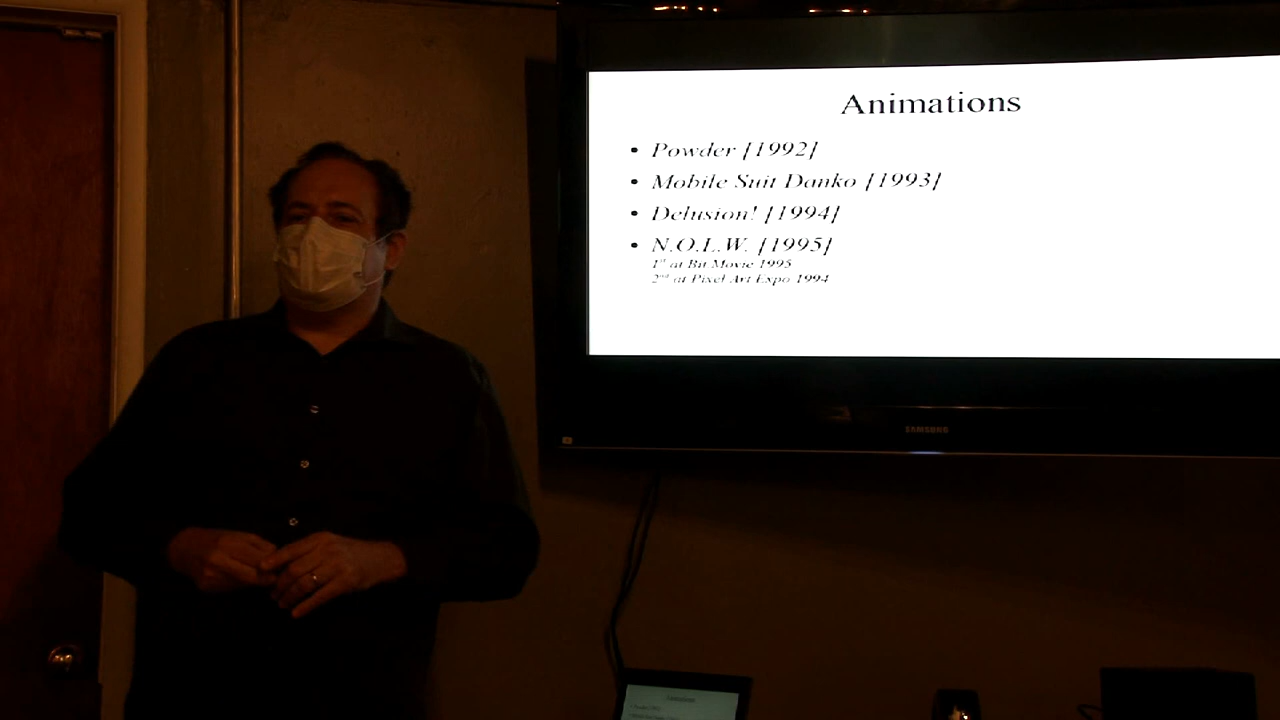 Animations
• Powder [1992]
• Mobile Suit Danko [1993]
• Delusion! [1994]
• N.O.L.W. [1995]
1st at Bit Movie 1995
2nd at Pixel Art Expo 1994
SAMSUNG